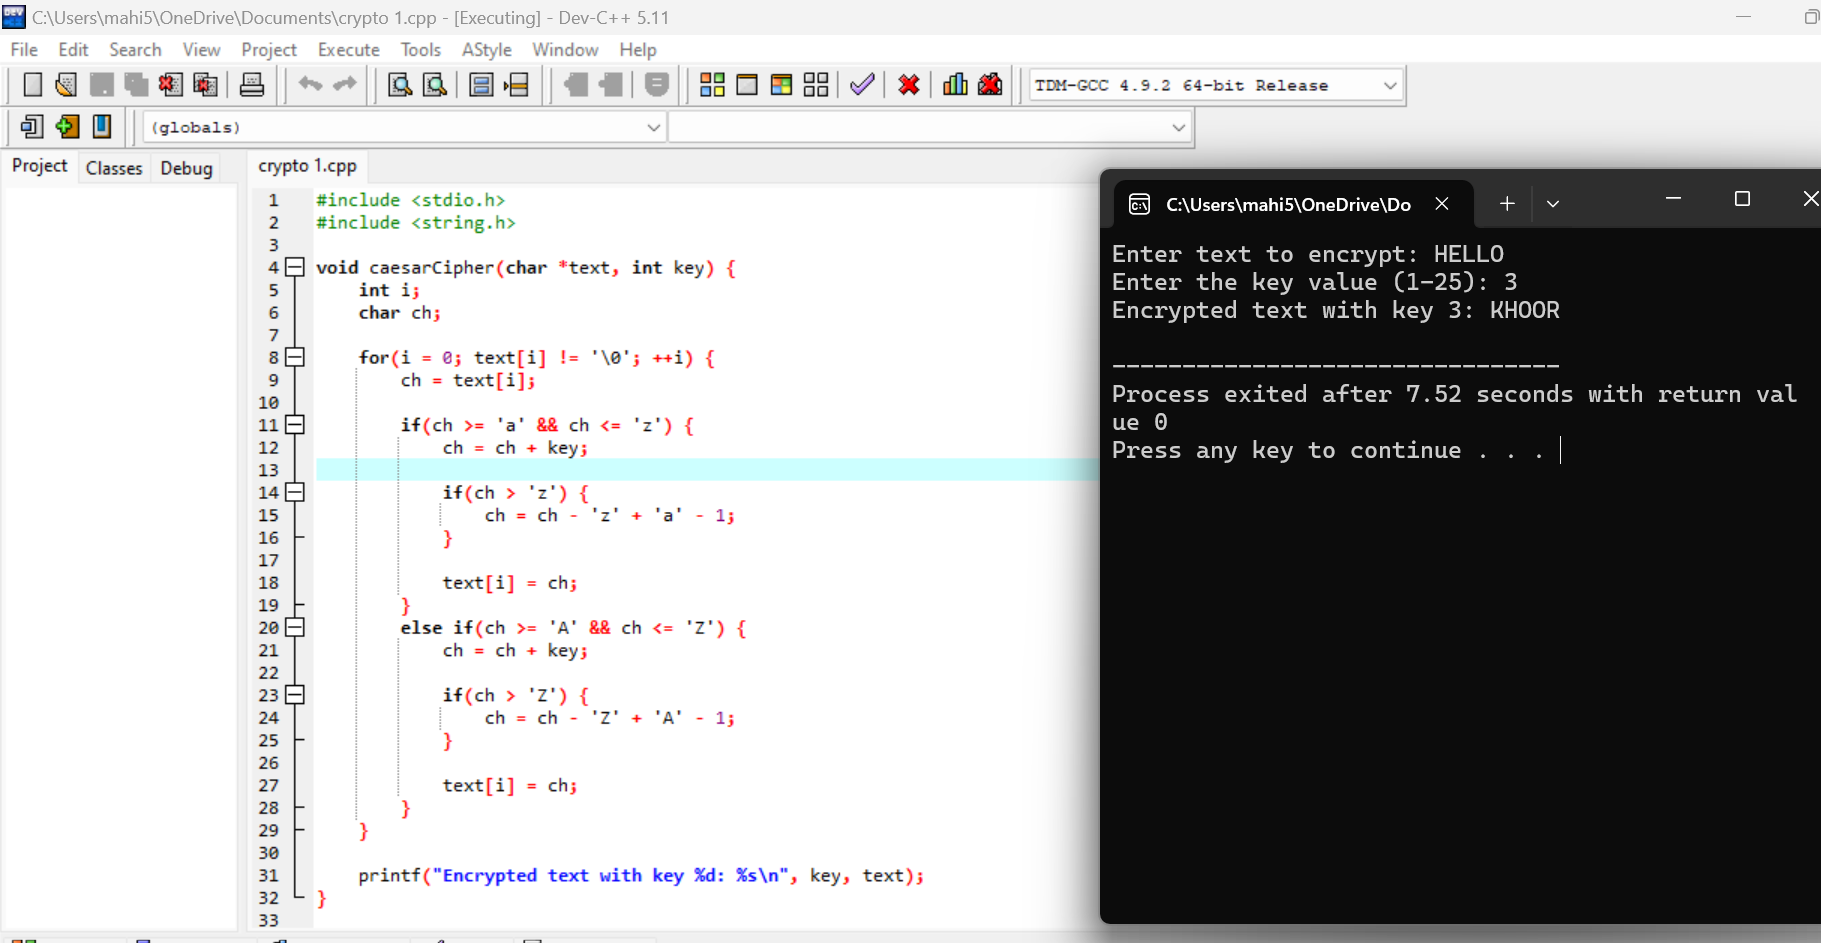 C:\Users\mahi5\OneDrive\Documents\crypto 1.cpp - [Executing] - Dev-C++ 5.11
File Edit Search View Project Execute Tools AStyle Window Help
TDM-GCC 4.9.2 64-bit Release
(globals)
Project Classes Debug
crypto 1.cpp
1 #include <stdio.h>
2 #include <string.h>
3
4 void caesarCipher(char *text, int key) {
5 int i;
6 char ch;
7
8 for(i = 0; text[i] != '\0'; ++i) {
9 ch = text[i];
10
11 if(ch >= 'a' && ch <= 'z') {
12 ch = ch + key;
13
14 if(ch > 'z') {
15 ch = ch - 'z' + 'a' - 1;
16 }
17
18 text[i] = ch;
19 }
20 else if(ch >= 'A' && ch <= 'Z') {
21 ch = ch + key;
22
23 if(ch > 'Z') {
24 ch = ch - 'Z' + 'A' - 1;
25 }
26
27 text[i] = ch;
28 }
29 }
30
31 printf("Encrypted text with key %d: %s\n", key, text);
32 }
33
C:\Users\mahi5\OneDrive\Do
Enter text to encrypt: HELLO
Enter the key value (1-25): 3
Encrypted text with key 3: KHOOR
--------------------------------
Process exited after 7.52 seconds with return val
ue 0
Press any key to continue . . .